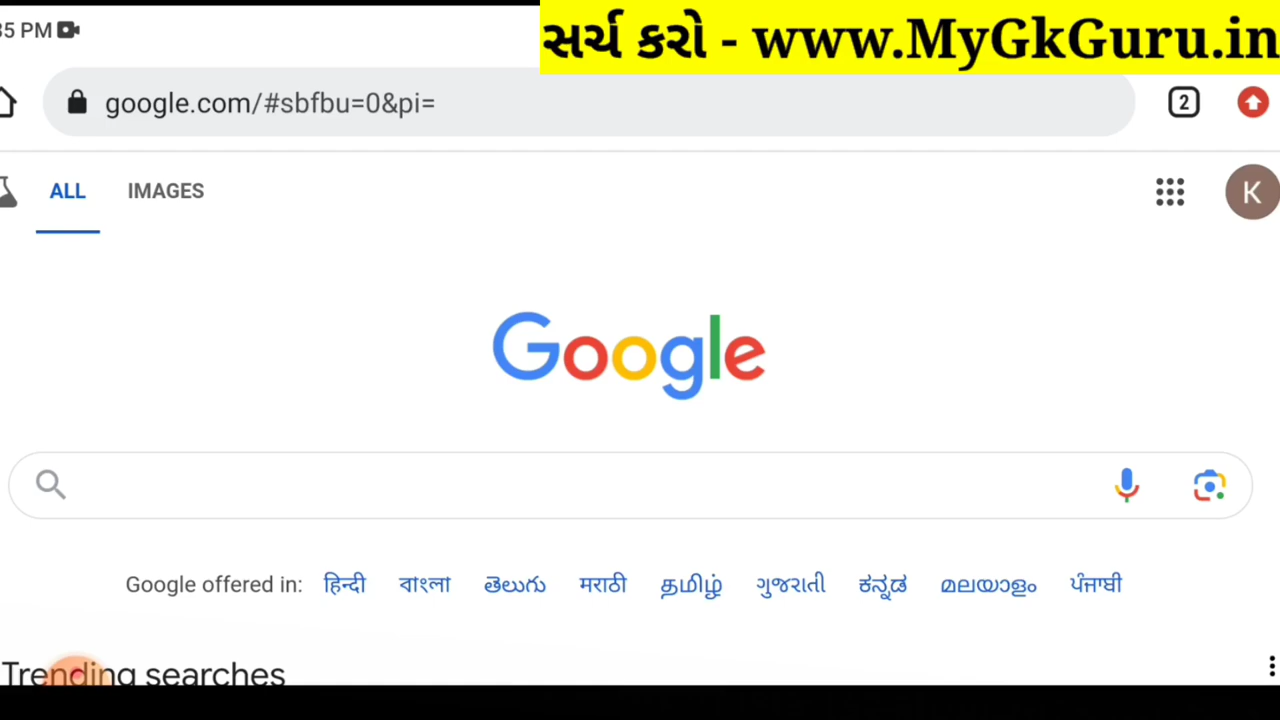 35 PM
સર્ચ કરો - www.MyGkGuru.in
google.com/#sbfbu=0&pi=
2
ALL IMAGES
K
Google
Google offered in: हिन्दी বাংলা తెలుగు मराठी தமிழ் ગુજરાતી ಕನ್ನಡ മലയാളം ਪੰਜਾਬੀ
Trending searches